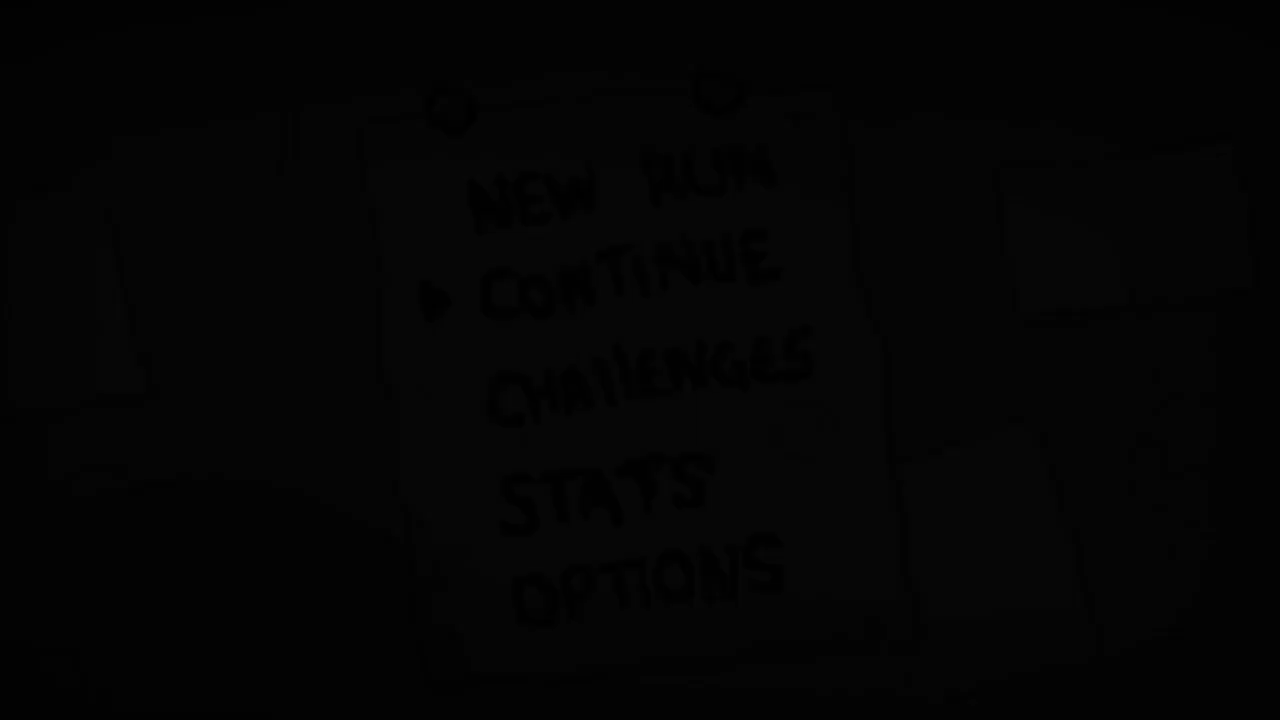 NEW RUN
CONTINUE
CHALLENGES
STATS
OPTIONS